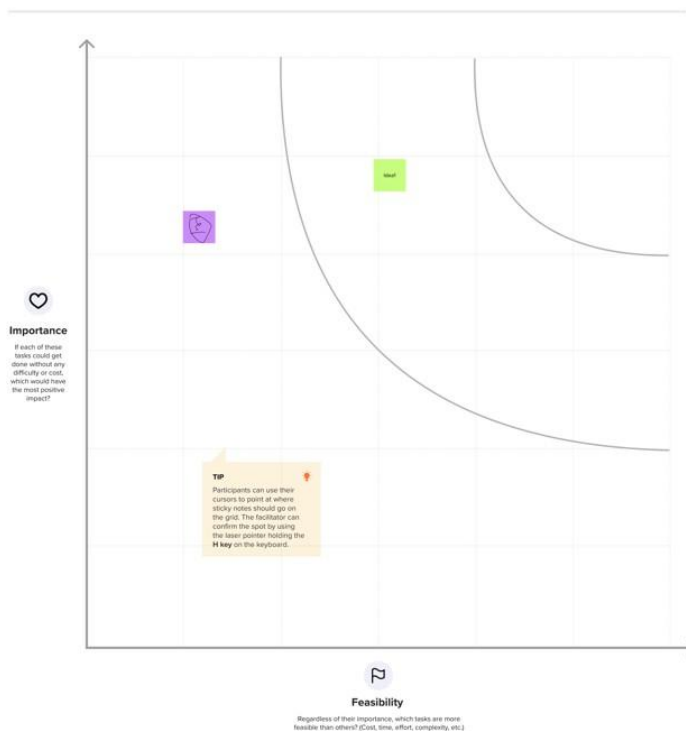 Idea!
Importance
If each of these
tasks could get
done without any
difficulty or cost,
which would have
the most positive
impact?
TIP
Participants can use their
cursors to point at where
sticky notes should go on
the grid. The facilitator can
confirm the spot by using
the laser pointer holding the
H key on the keyboard.
Feasibility
Regardless of their importance, which tasks are more
feasible than others? (Cost, time, effort, complexity, etc.)